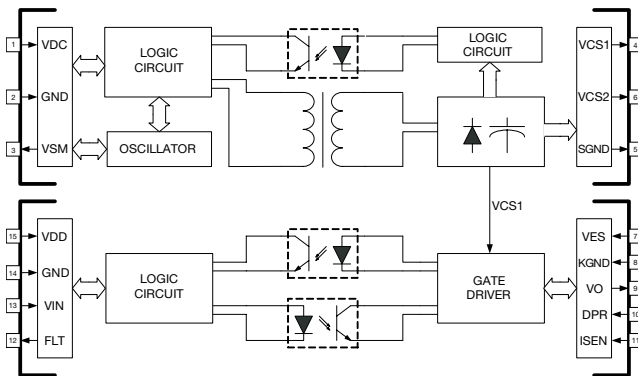 1
VDC
2
GND
3
VSM
LOGIC
CIRCUIT
OSCILLATOR
LOGIC
CIRCUIT
VCS1
4
VCS2
6
SGND
5
VCS1
15
VDD
14
GND
13
VIN
12
FLT
LOGIC
CIRCUIT
GATE
DRIVER
VES
7
KGND
8
VO
9
DPR
10
ISEN
11